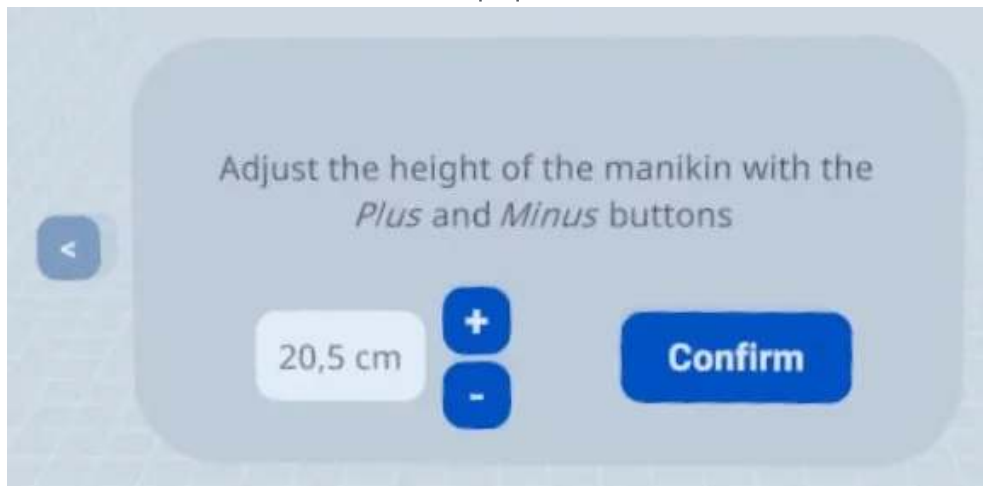 Adjust the height of the manikin with the
Plus and Minus buttons
<
+
20,5 cm
Confirm
-